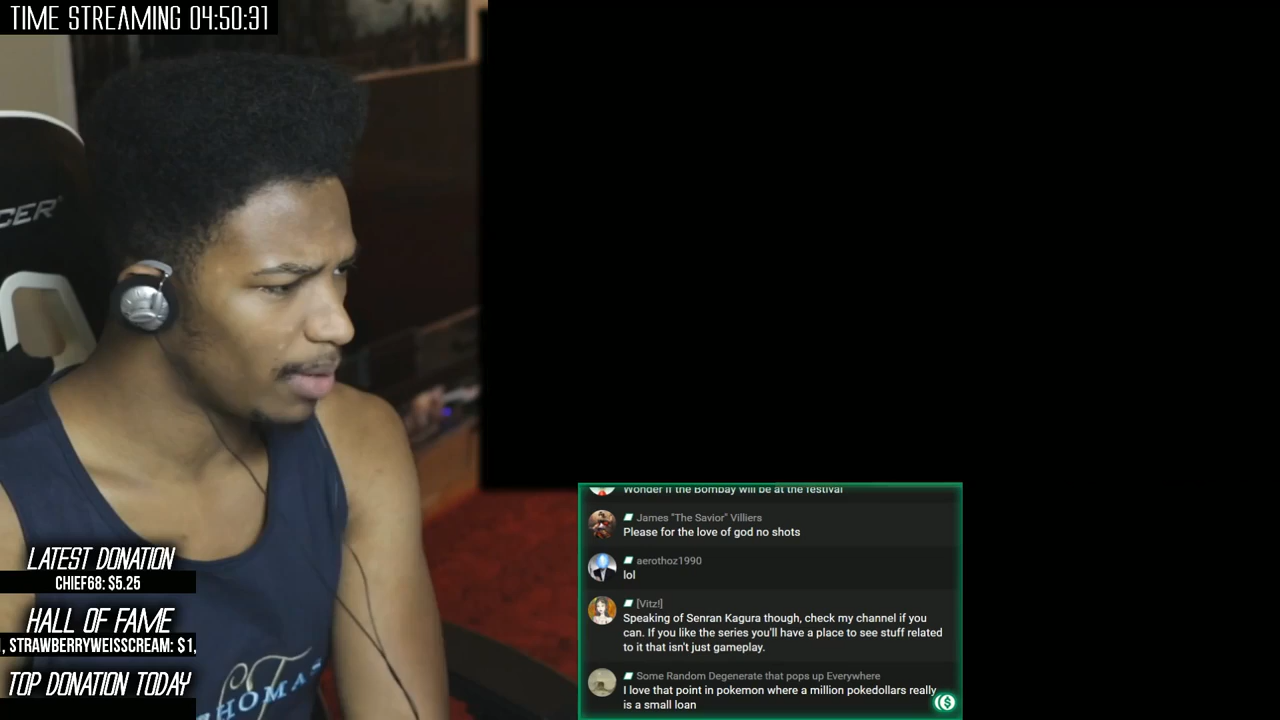 TIME STREAMING 04:50:31
CER
Wonder if the Bombay will be at the festival
James "The Savior" Villiers
Please for the love of god no shots
aerothoz1990
lol
[Vitz!]
Speaking of Senran Kagura though, check my channel if you
can. If you like the series you'll have a place to see stuff related
to it that isn't just gameplay.
Some Random Degenerate that pops up Everywhere
I love that point in pokemon where a million pokedollars really
is a small loan
LATEST DONATION
CHIEF68: $5.25
HALL OF FAME
, STRAWBERRYWEISSCREAM: $1,
TOP DONATION TODAY
ST
THOMAS